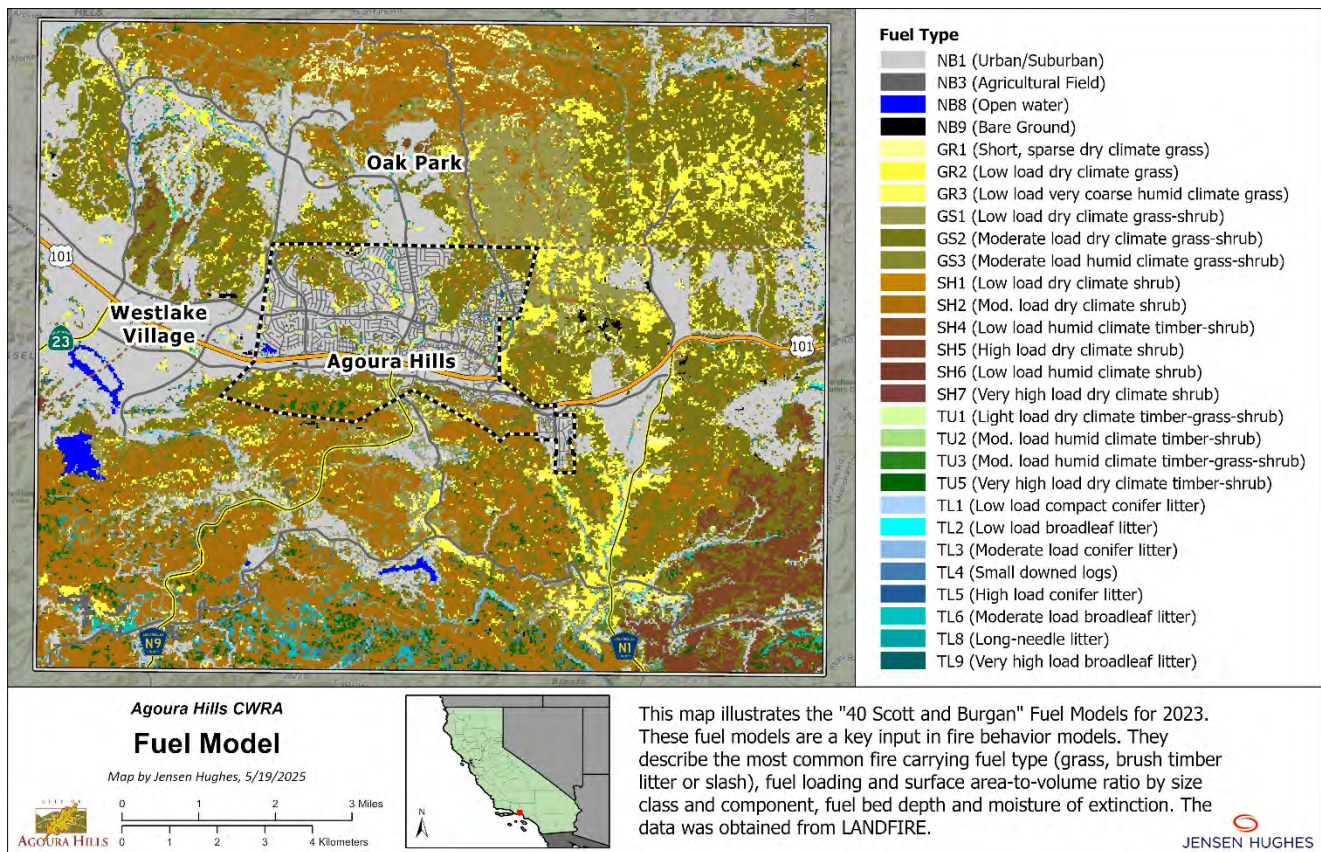 HILLS
Oak Park
101
Westlake
Village
23
Agoura Hills
101
N9
N1
Fuel Type
NB1 (Urban/Suburban)
NB3 (Agricultural Field)
NB8 (Open water)
NB9 (Bare Ground)
GR1 (Short, sparse dry climate grass)
GR2 (Low load dry climate grass)
GR3 (Low load very coarse humid climate grass)
GS1 (Low load dry climate grass-shrub)
GS2 (Moderate load dry climate grass-shrub)
GS3 (Moderate load humid climate grass-shrub)
SH1 (Low load dry climate shrub)
SH2 (Mod. load dry climate shrub)
SH4 (Low load humid climate timber-shrub)
SH5 (High load dry climate shrub)
SH6 (Low load humid climate shrub)
SH7 (Very high load dry climate shrub)
TU1 (Light load dry climate timber-grass-shrub)
TU2 (Mod. load humid climate timber-shrub)
TU3 (Mod. load humid climate timber-grass-shrub)
TU5 (Very high load dry climate timber-shrub)
TL1 (Low load compact conifer litter)
TL2 (Low load broadleaf litter)
TL3 (Moderate load conifer litter)
TL4 (Small downed logs)
TL5 (High load conifer litter)
TL6 (Moderate load broadleaf litter)
TL8 (Long-needle litter)
TL9 (Very high load broadleaf litter)
Agoura Hills CWRA
Fuel Model
Map by Jensen Hughes, 5/19/2025
CITY OF
AGOURA HILLS
0 1 2 3 Miles
0 1 2 3 4 Kilometers
N
This map illustrates the "40 Scott and Burgan" Fuel Models for 2023.
These fuel models are a key input in fire behavior models. They
describe the most common fire carrying fuel type (grass, brush timber
litter or slash), fuel loading and surface area-to-volume ratio by size
class and component, fuel bed depth and moisture of extinction. The
data was obtained from LANDFIRE.
JENSEN HUGHES